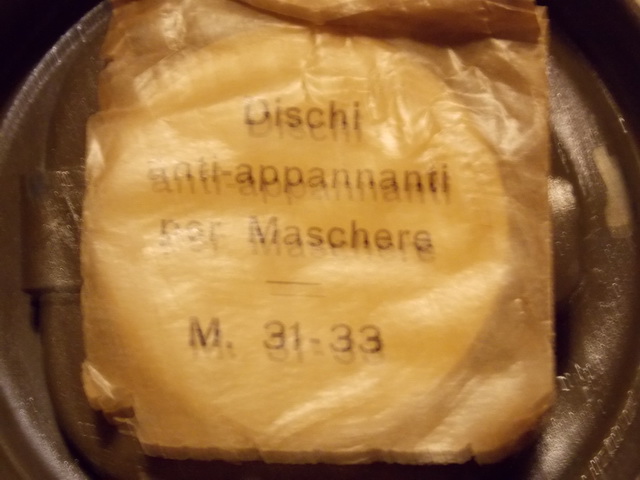 Dischi
anti-appannanti
per Maschere
M. 31-33